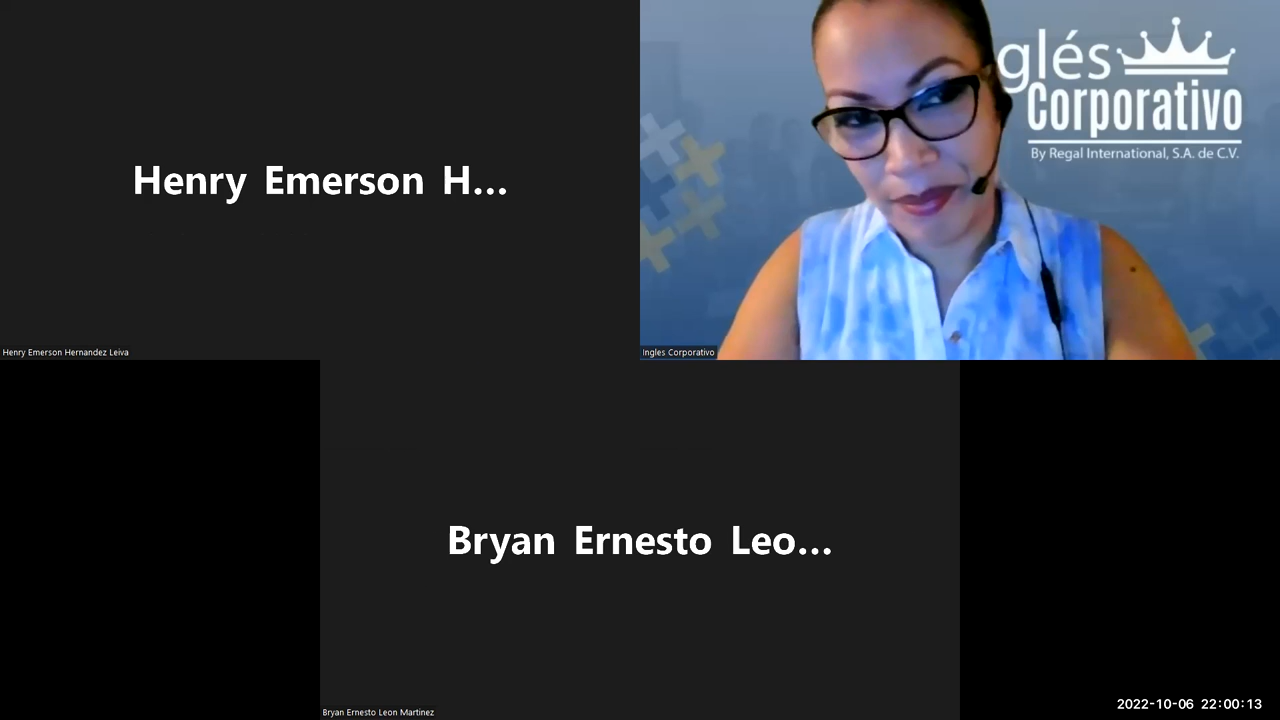 Henry Emerson H...
glés
Corporativo
By Regal International, S.A. de C.V.
Henry Emerson Hernandez Leiva
Ingles Corporativo
Bryan Ernesto Leo...
Bryan Ernesto Leon Martinez
2022-10-06 22:00:13